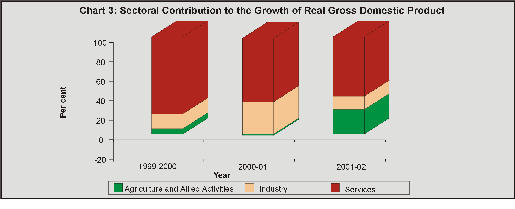 Chart 3: Sectoral Contribution to the Growth of Real Gross Domestic Product
100
80
60
40
20
0
-20
Per cent
1999-2000 2000-01 2001-02
Year
Agriculture and Allied Activities Industry Services